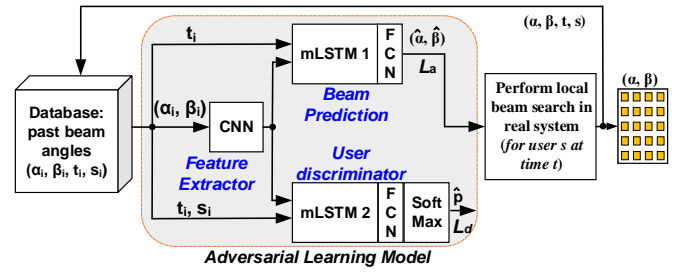 (α, β, t, s)
tᵢ
mLSTM 1
F
C
N
(α̂, β̂)
Lₐ
(α, β)
Database:
past beam
angles
(αᵢ, βᵢ, tᵢ, sᵢ)
(αᵢ, βᵢ)
CNN
Beam
Prediction
Perform local
beam search in
real system
(for user s at
time t)
Feature
Extractor
User
discriminator
tᵢ, sᵢ
mLSTM 2
F
C
N
Soft
Max
p̂
L_d
Adversarial Learning Model